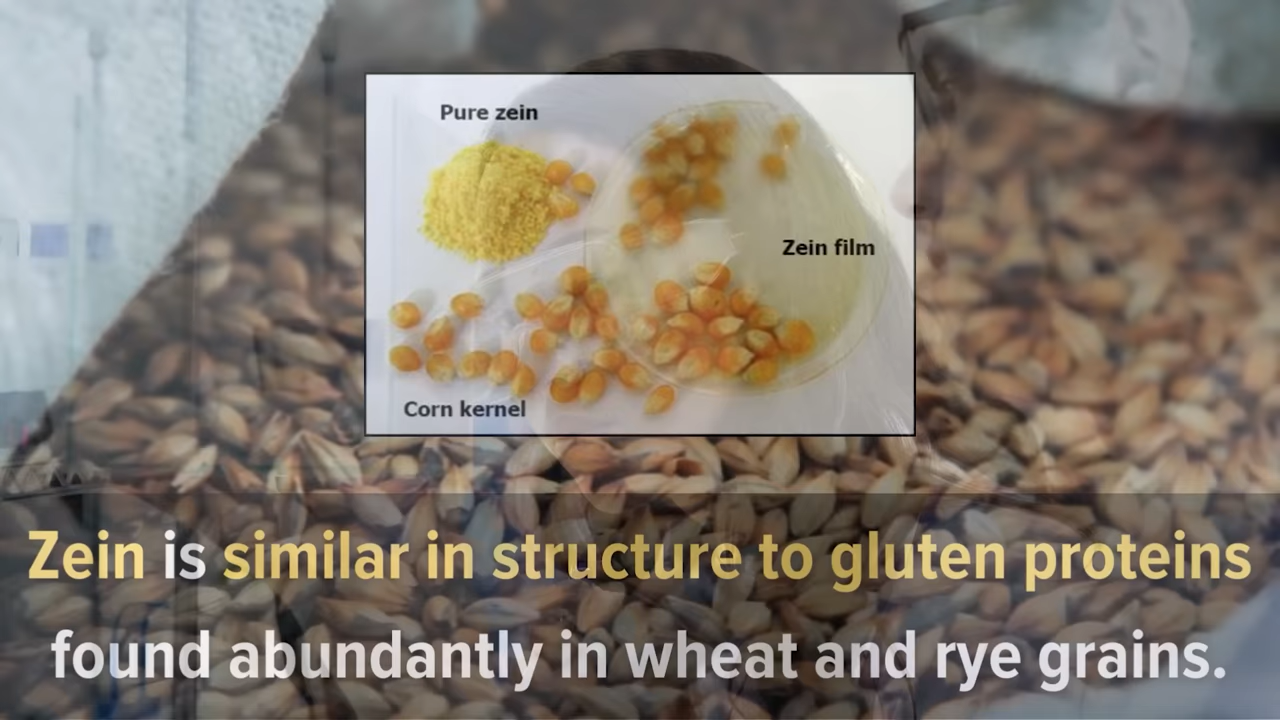 Pure zein
Zein film
Corn kernel
Zein is similar in structure to gluten proteins
found abundantly in wheat and rye grains.